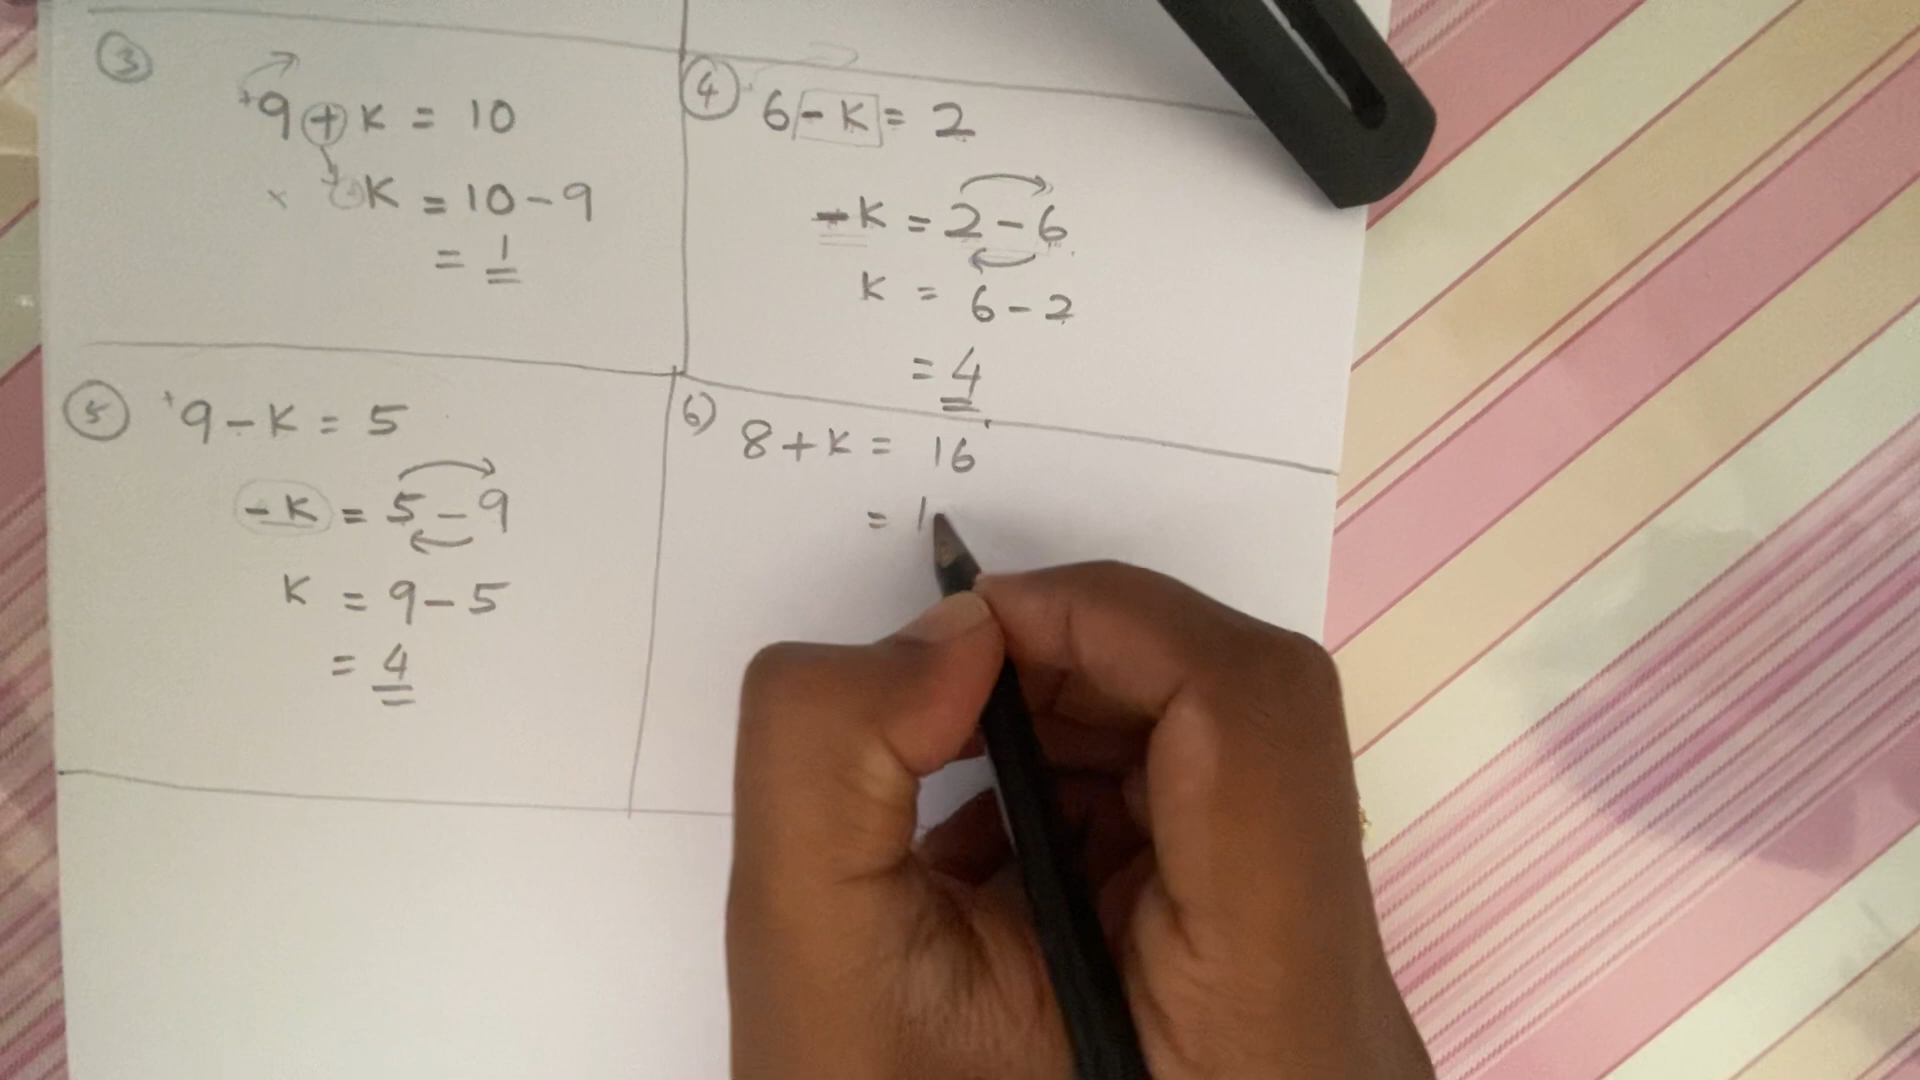 ③
+9 + K = 10
× +K = 10 - 9
= 1
④ 6 - K = 2
-K = 2 - 6
K = 6 - 2
= 4
⑤ +9 - K = 5
-K = 5 - 9
K = 9 - 5
= 4
6) 8 + K = 16
= 1